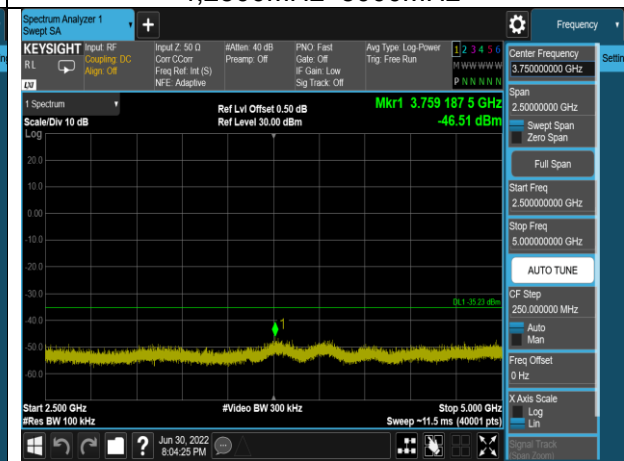 Spectrum Analyzer 1
Swept SA
Frequency
KEYSIGHT
RL
Input: RF
Coupling: DC
Align: Off
Input Z: 50 Ω
Corr CCorr
Freq Ref: Int (S)
NFE: Adaptive
#Atten: 40 dB
Preamp: Off
PNO: Fast
Gate: Off
IF Gain: Low
Sig Track: Off
Avg Type: Log-Power
Trig: Free Run
1 2 3 4 5 6
M W W W W W
P N N N N N
1 Spectrum
Scale/Div 10 dB
Ref Lvl Offset 0.50 dB
Ref Level 30.00 dBm
Mkr1 3.759 187 5 GHz
-46.51 dBm
Log
20.0
10.0
0.00
-10.0
-20.0
-30.0
-40.0
-50.0
-60.0
DL1 -35.23 dBm
1
Start 2.500 GHz
#Res BW 100 kHz
#Video BW 300 kHz
Stop 5.000 GHz
Sweep ~11.5 ms (40001 pts)
Jun 30, 2022
8:04:25 PM
Center Frequency
3.750000000 GHz
Settin
Span
2.50000000 GHz
Swept Span
Zero Span
Full Span
Start Freq
2.500000000 GHz
Stop Freq
5.000000000 GHz
AUTO TUNE
CF Step
250.000000 MHz
Auto
Man
Freq Offset
0 Hz
X Axis Scale
Log
Lin
Signal Track
(Span Zoom)